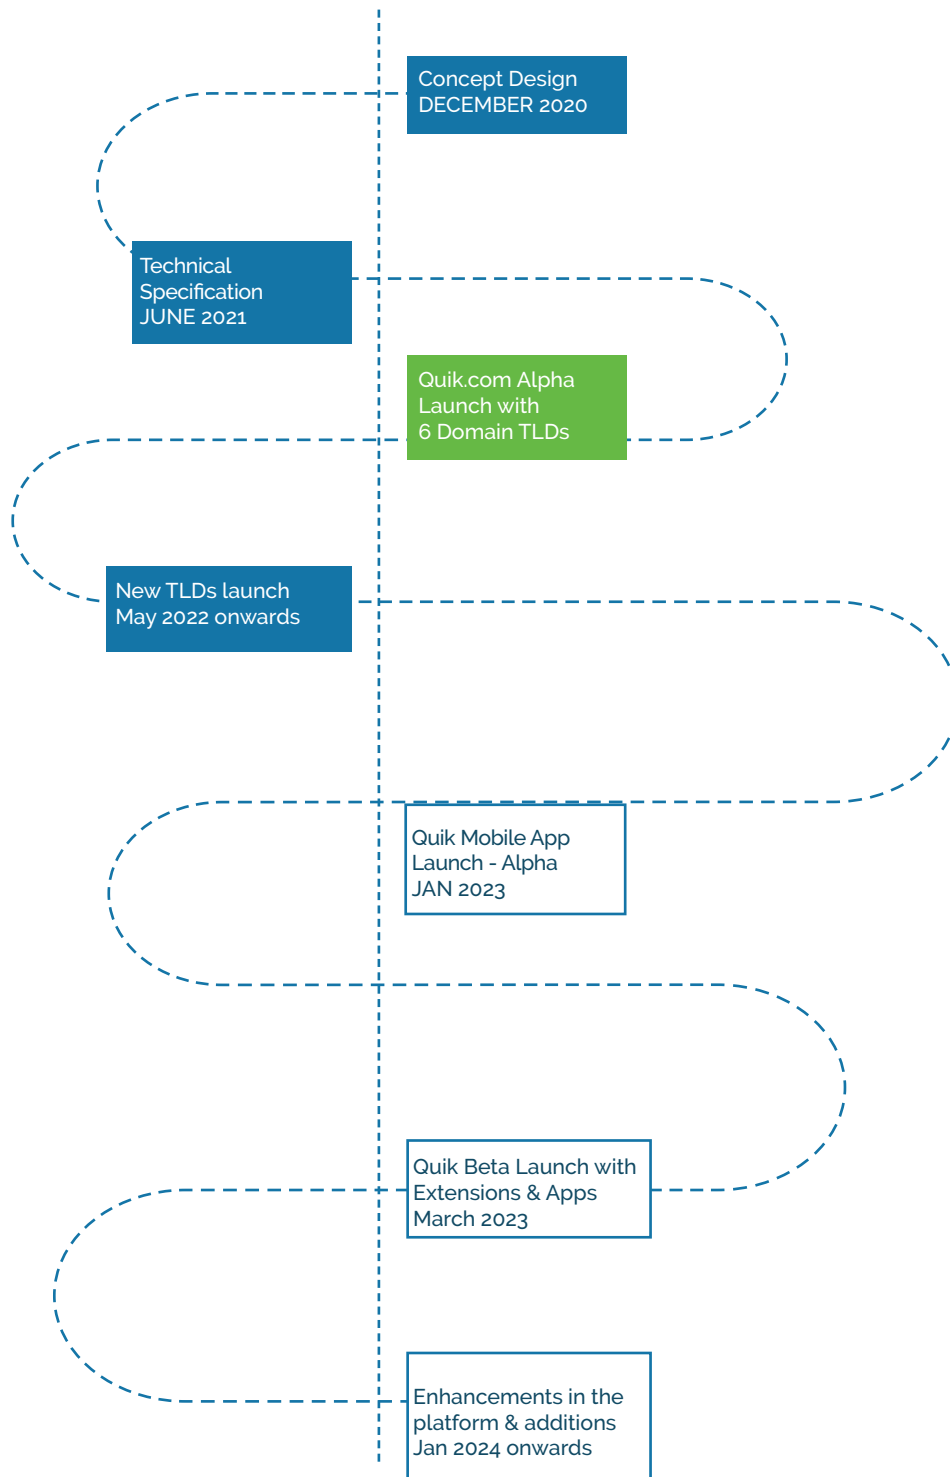 Concept Design
DECEMBER 2020
Technical
Specification
JUNE 2021
Quik.com Alpha
Launch with
6 Domain TLDs
New TLDs launch
May 2022 onwards
Quik Mobile App
Launch - Alpha
JAN 2023
Quik Beta Launch with
Extensions & Apps
March 2023
Enhancements in the
platform & additions
Jan 2024 onwards